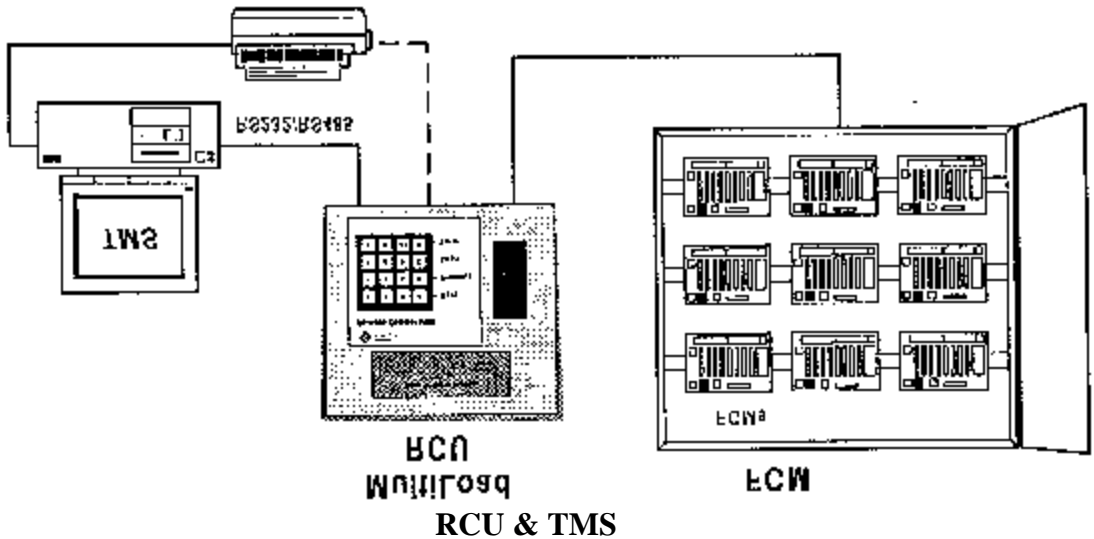 RS232/RS485
TMS
FCMs
RCU
MultiLoad
FCM
RCU & TMS